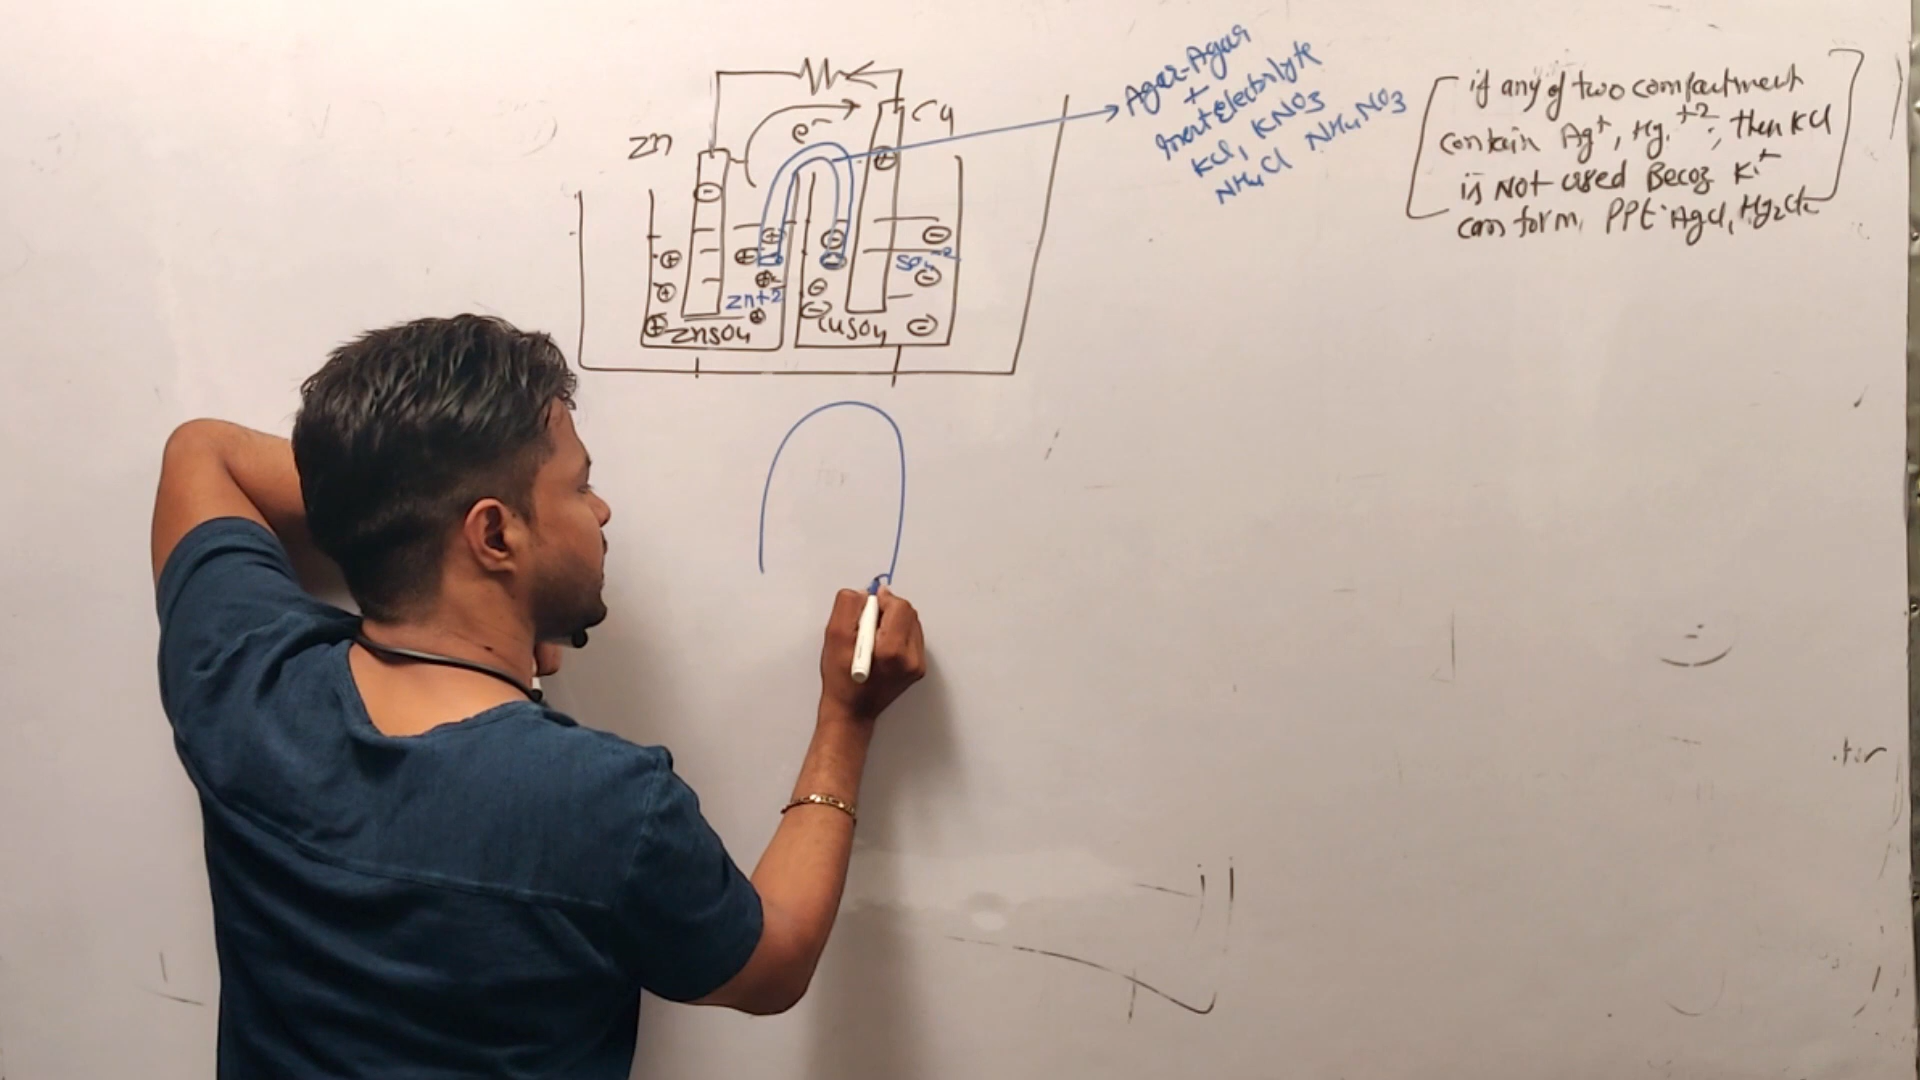 Zn
e-
Cu
Zn+2
ZnSO4
CuSO4
SO4-2
Agar-Agar
+
Inert Electrolyte
KCl, KNO3
NH4Cl NH4NO3
if any of two compartment
contain Ag+, Hg+2; then KCl
is Not used Becoz
can form PPt. AgCl, Hg2Cl2